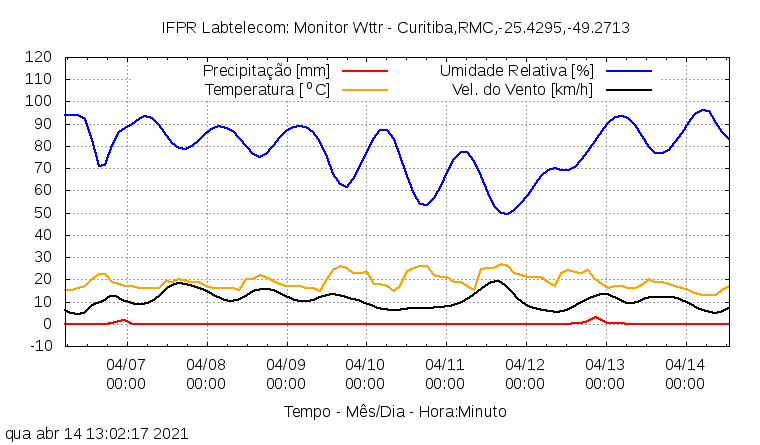 IFPR Labtelecom: Monitor Wttr - Curitiba,RMC,-25.4295,-49.2713
Precipitação [mm]
Temperatura [⁰C]
Umidade Relativa [%]
Vel. do Vento [km/h]
120
110
100
90
80
70
60
50
40
30
20
10
0
-10
04/07 04/08 04/09 04/10 04/11 04/12 04/13 04/14
00:00 00:00 00:00 00:00 00:00 00:00 00:00 00:00
Tempo - Mês/Dia - Hora:Minuto
qua abr 14 13:02:17 2021